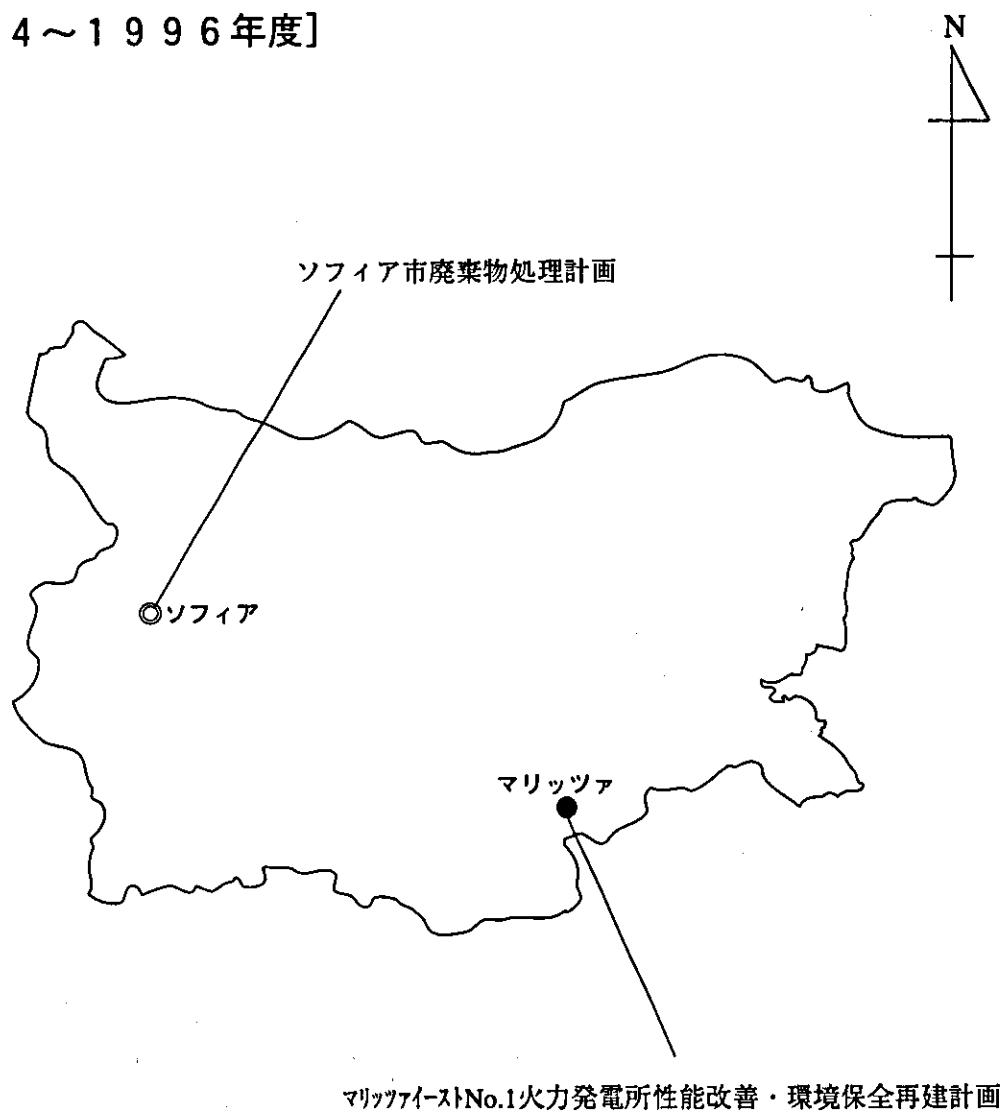 4～1996年度]
N
ソフィア市廃棄物処理計画
ソフィア
マリッツァ
マリッツァイーストNo.1火力発電所性能改善・環境保全再建計画